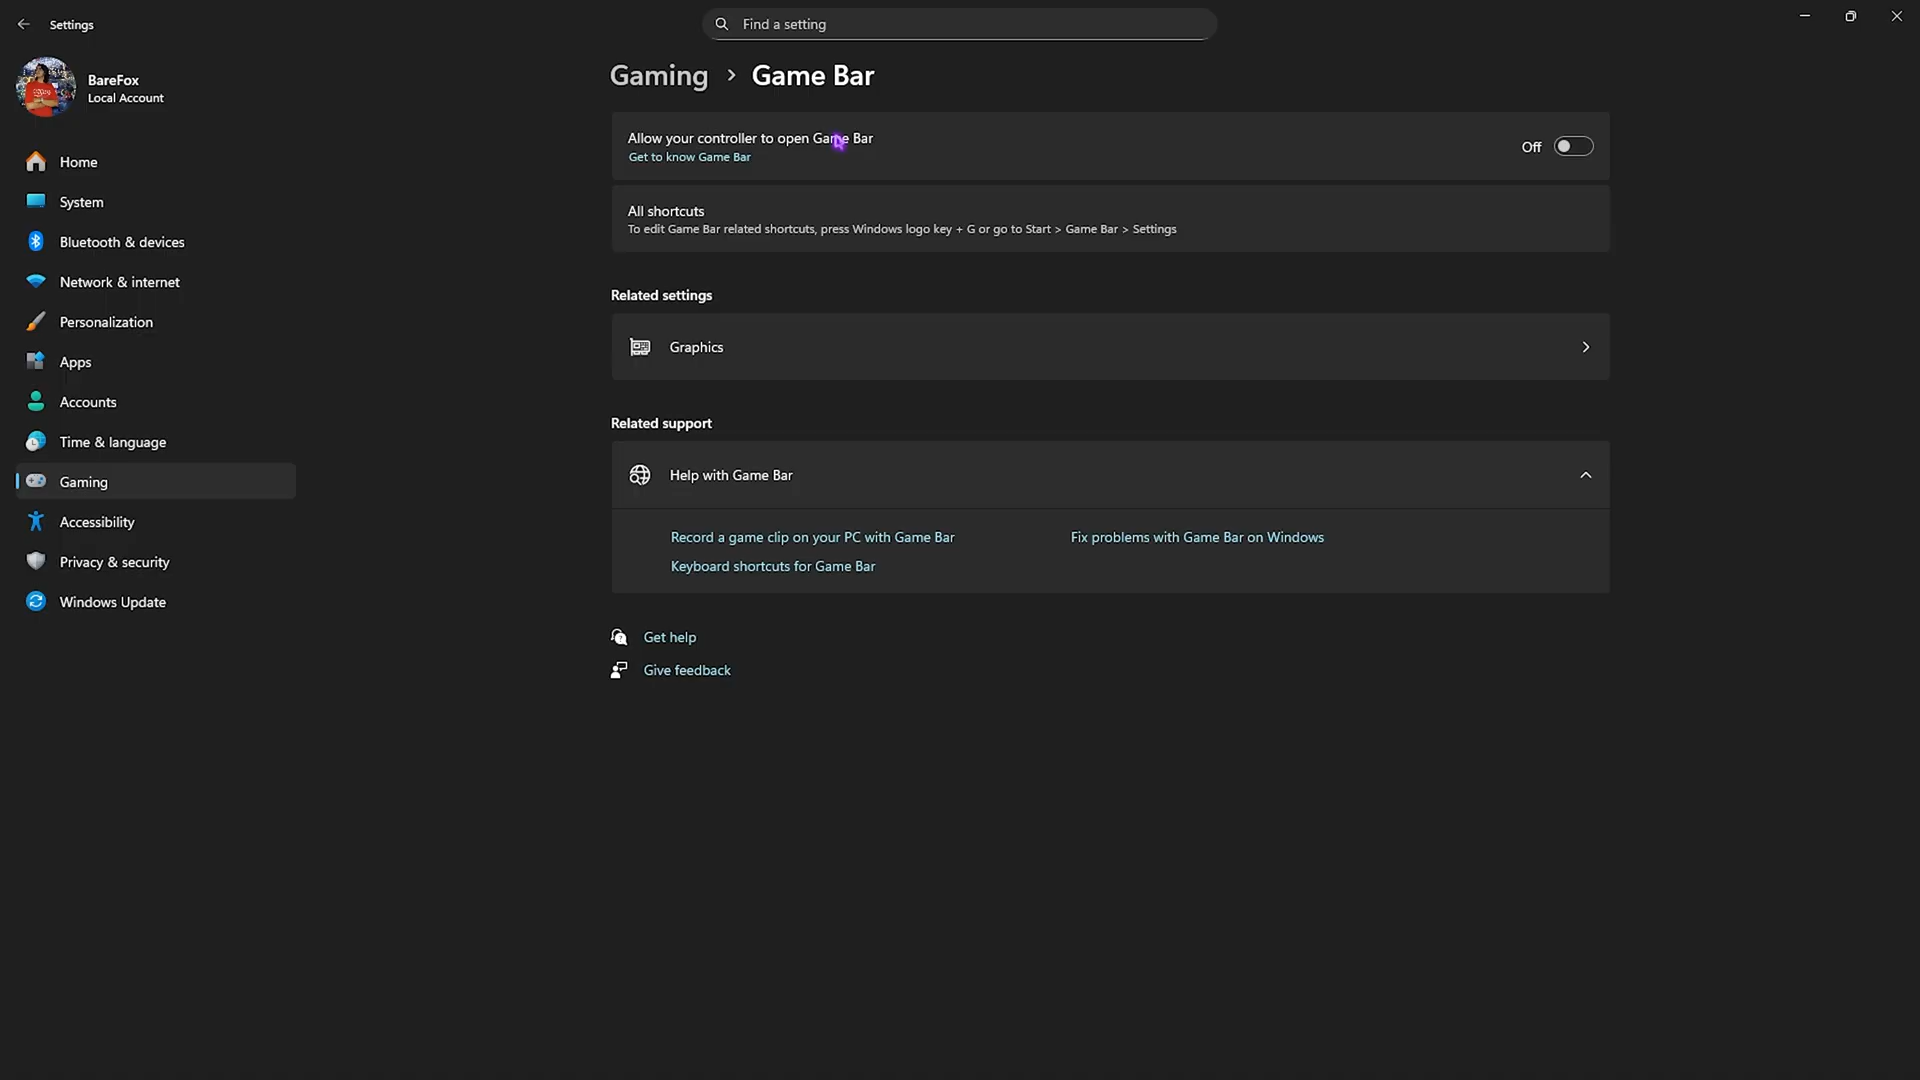 Settings
Find a setting
BareFox
Local Account
Home
System
Bluetooth & devices
Network & internet
Personalization
Apps
Accounts
Time & language
Gaming
Accessibility
Privacy & security
Windows Update
Gaming > Game Bar
Allow your controller to open Game Bar
Get to know Game Bar
Off
All shortcuts
To edit Game Bar related shortcuts, press Windows logo key + G or go to Start > Game Bar > Settings
Related settings
Graphics
Related support
Help with Game Bar
Record a game clip on your PC with Game Bar
Fix problems with Game Bar on Windows
Keyboard shortcuts for Game Bar
Get help
Give feedback